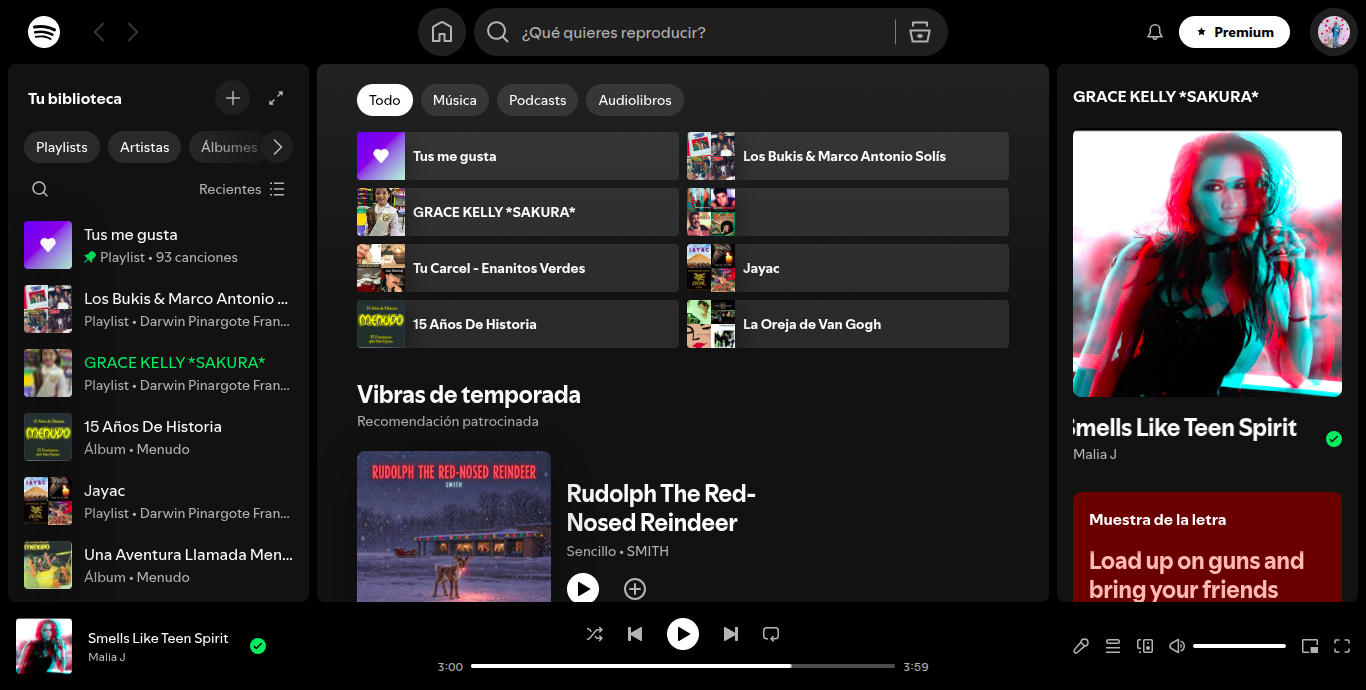 ¿Qué quieres reproducir?
Premium
Tu biblioteca
Playlists
Artistas
Álbumes
Recientes
Tus me gusta
Playlist • 93 canciones
Los Bukis & Marco Antonio ...
Playlist • Darwin Pinargote Fran...
GRACE KELLY *SAKURA*
Playlist • Darwin Pinargote Fran...
15 Años De Historia
Álbum • Menudo
Jayac
Playlist • Darwin Pinargote Fran...
Una Aventura Llamada Men...
Álbum • Menudo
Todo
Música
Podcasts
Audiolibros
Tus me gusta
Los Bukis & Marco Antonio Solís
GRACE KELLY *SAKURA*
Tu Carcel - Enanitos Verdes
Jayac
15 Años De Historia
La Oreja de Van Gogh
Vibras de temporada
Recomendación patrocinada
RUDOLPH THE RED-NOSED REINDEER
SMITH
Rudolph The Red-
Nosed Reindeer
Sencillo • SMITH
GRACE KELLY *SAKURA*
Smells Like Teen Spirit
Malia J
Muestra de la letra
Load up on guns and
bring your friends
Smells Like Teen Spirit
Malia J
3:00
3:59